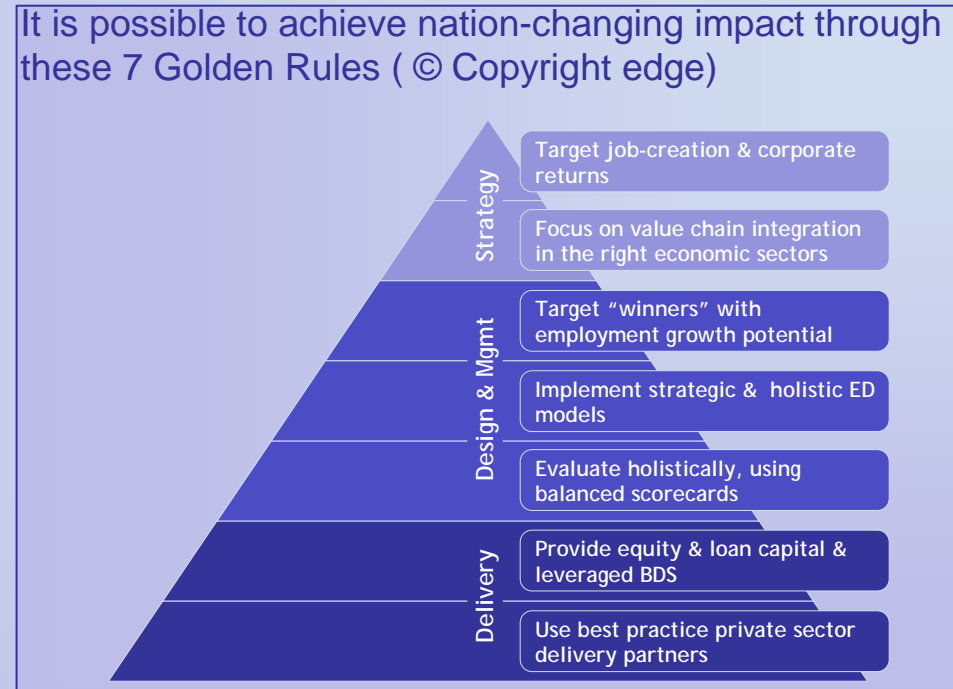 It is possible to achieve nation-changing impact through
these 7 Golden Rules ( © Copyright edge)
Strategy
Target job-creation & corporate
returns
Focus on value chain integration
in the right economic sectors
Design & Mgmt
Target “winners” with
employment growth potential
Implement strategic & holistic ED
models
Evaluate holistically, using
balanced scorecards
Delivery
Provide equity & loan capital &
leveraged BDS
Use best practice private sector
delivery partners